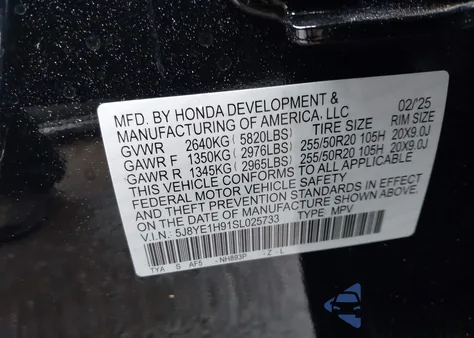 MFD. BY HONDA DEVELOPMENT & 02/'25
MANUFACTURING OF AMERICA, LLC
GVWR 2640KG ( 5820LBS) TIRE SIZE RIM SIZE
GAWR F 1350KG ( 2976LBS) 255/50R20 105H 20X9.0J
GAWR R 1345KG ( 2965LBS) 255/50R20 105H 20X9.0J
THIS VEHICLE CONFORMS TO ALL APPLICABLE
FEDERAL MOTOR VEHICLE SAFETY
AND THEFT PREVENTION STANDARDS IN EFFECT
ON THE DATE OF MANUFACTURE SHOWN ABOVE.
V.I.N.: 5J8YE1H91SL025733 TYPE: MPV
TYA S AF5 NH893P -Z-L